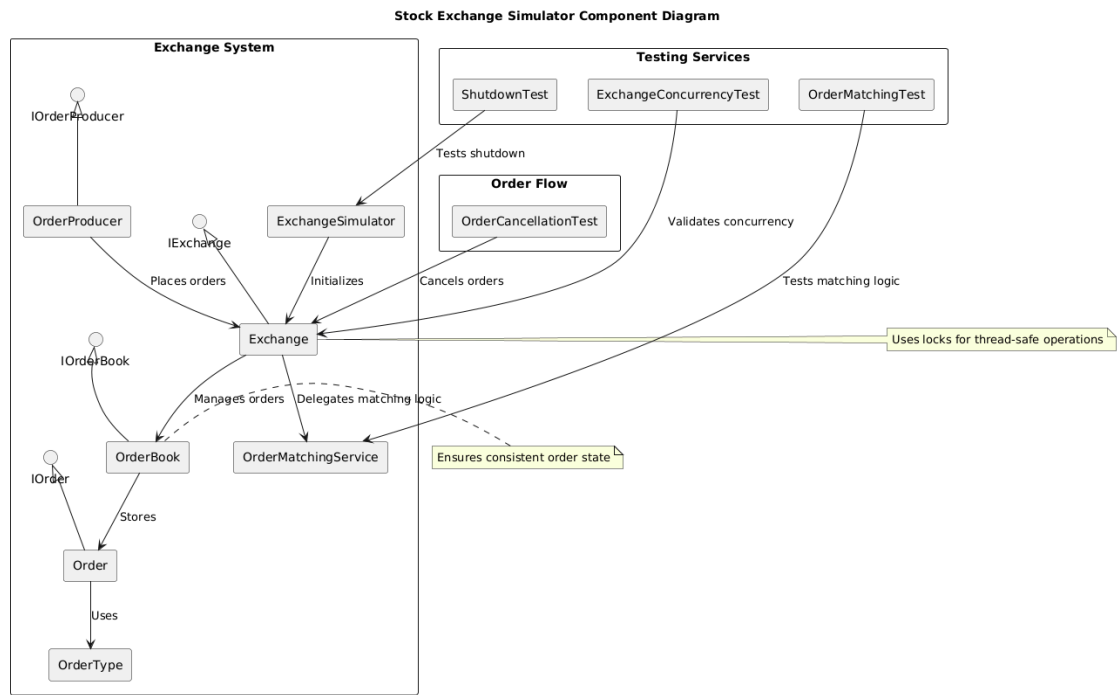 Stock Exchange Simulator Component Diagram
Exchange System
Testing Services
ShutdownTest
ExchangeConcurrencyTest
OrderMatchingTest
IOrderProducer
Tests shutdown
Order Flow
OrderProducer
ExchangeSimulator
OrderCancellationTest
Validates concurrency
IExchange
Places orders
Initializes
Cancels orders
Tests matching logic
Exchange
Uses locks for thread-safe operations
IOrderBook
Manages orders
Delegates matching logic
OrderBook
OrderMatchingService
Ensures consistent order state
IOrder
Stores
Order
Uses
OrderType